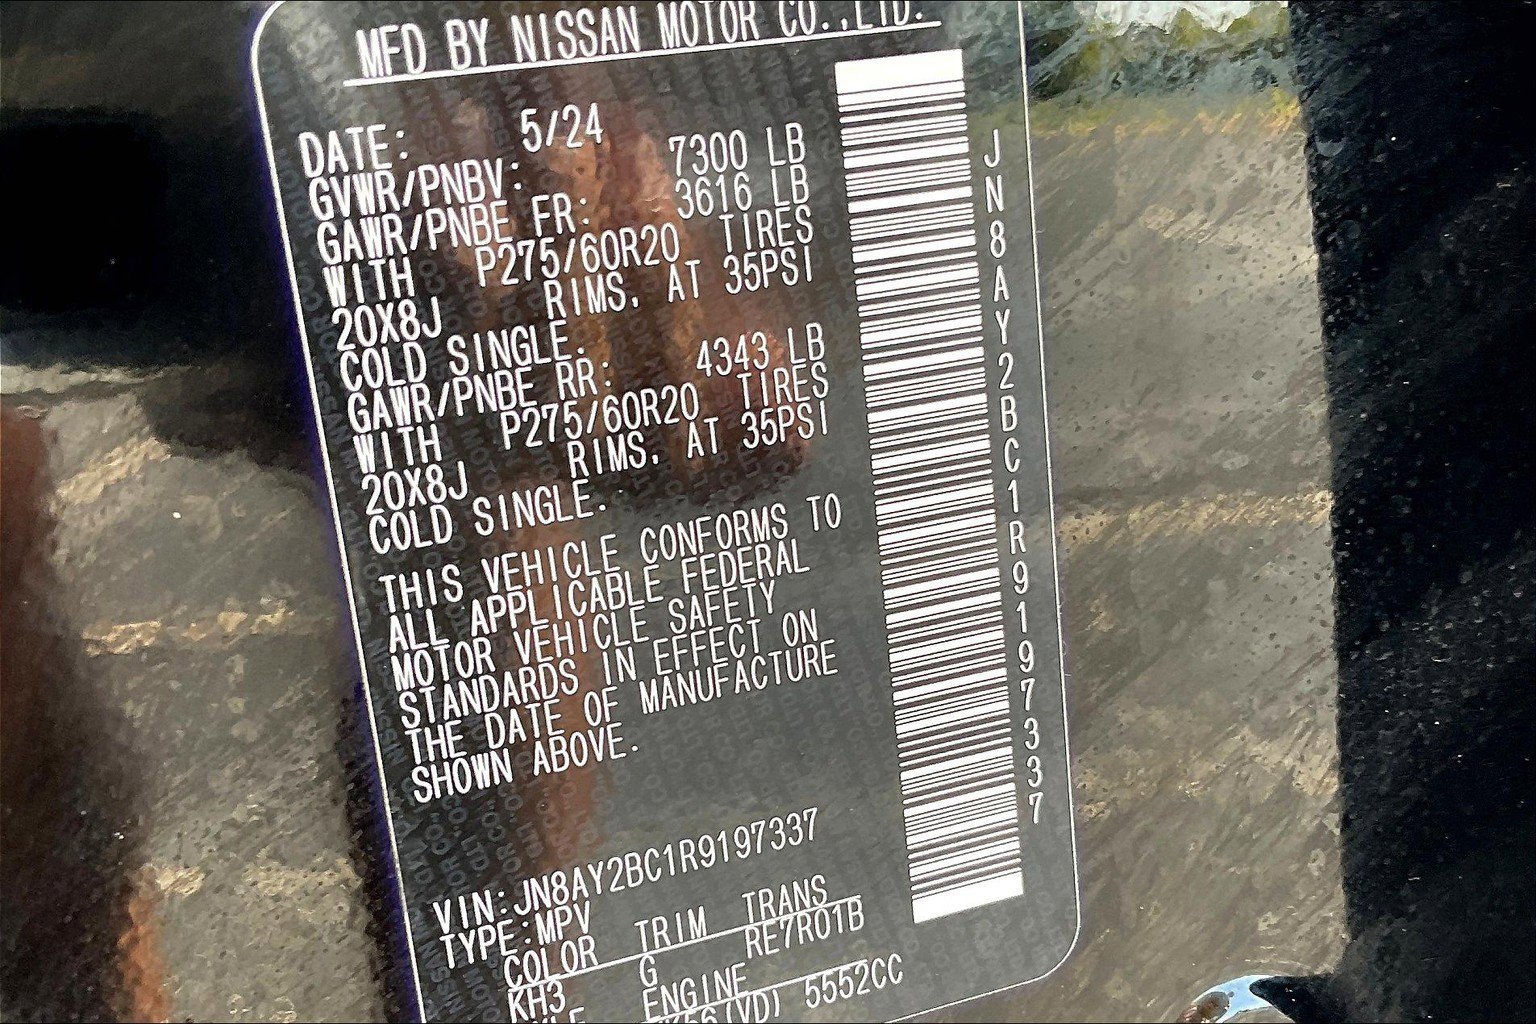 MFD BY NISSAN MOTOR CO.,LTD.
DATE: 5/24
GVWR/PNBV: 7300 LB
GAWR/PNBE FR: 3616 LB
WITH P275/60R20 TIRES
20X8J RIMS, AT 35PSI
COLD SINGLE.
GAWR/PNBE RR: 4343 LB
WITH P275/60R20 TIRES
20X8J RIMS, AT 35PSI
COLD SINGLE.
THIS VEHICLE CONFORMS TO
ALL APPLICABLE FEDERAL
MOTOR VEHICLE SAFETY
STANDARDS IN EFFECT ON
THE DATE OF MANUFACTURE
SHOWN ABOVE.
VIN:JN8AY2BC1R9197337
TYPE:MPV
COLOR TRIM TRANS
KH3 G RE7R01B
ENGINE
(VD) 5552CC
JN8AY2BC1R9197337